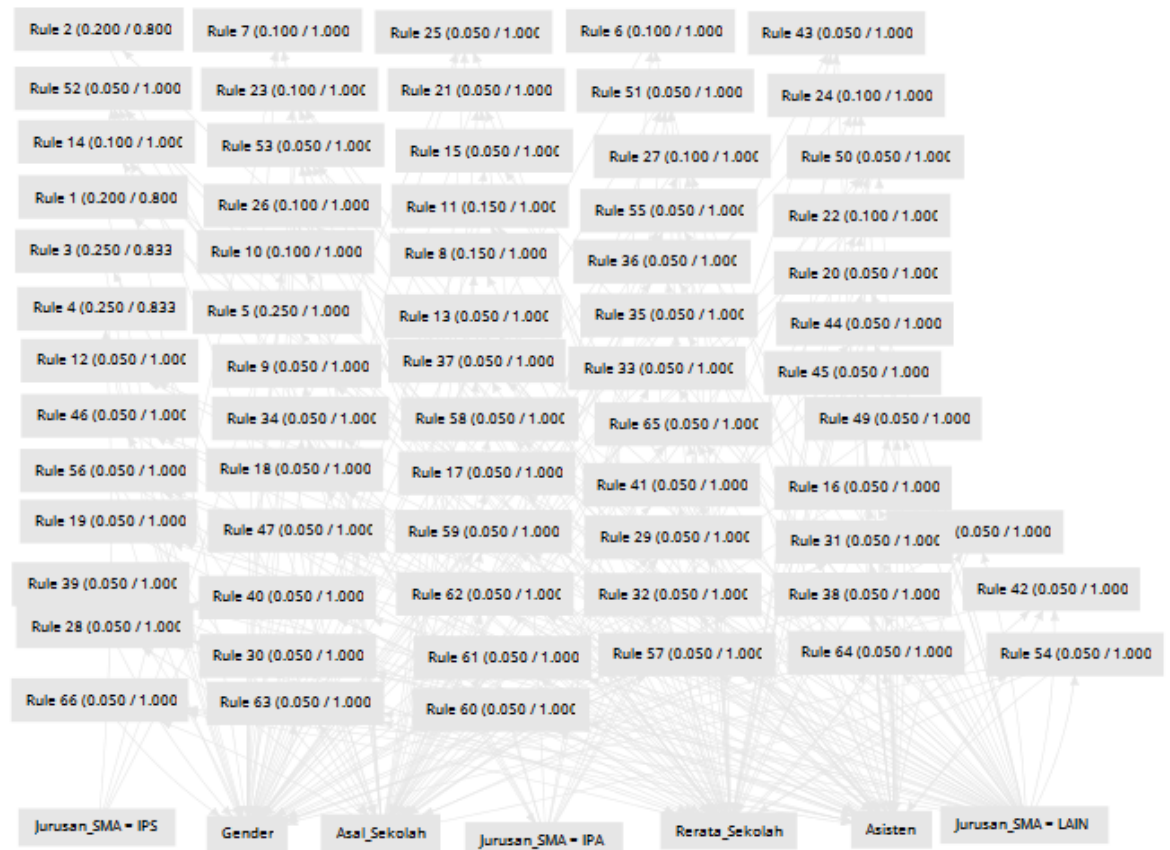 Rule 2 (0.200 / 0.800
Rule 7 (0.100 / 1.000
Rule 25 (0.050 / 1.00(
Rule 6 (0.100 / 1.000
Rule 43 (0.050 / 1.000
Rule 52 (0.050 / 1.000
Rule 23 (0.100 / 1.00(
Rule 21 (0.050 / 1.000
Rule 51 (0.050 / 1.000
Rule 24 (0.100 / 1.000
Rule 14 (0.100 / 1.00(
Rule 53 (0.050 / 1.00(
Rule 15 (0.050 / 1.00(
Rule 27 (0.100 / 1.00(
Rule 50 (0.050 / 1.00(
Rule 1 (0.200 / 0.800
Rule 26 (0.100 / 1.000
Rule 11 (0.150 / 1.00(
Rule 55 (0.050 / 1.000
Rule 22 (0.100 / 1.00(
Rule 3 (0.250 / 0.833
Rule 10 (0.100 / 1.000
Rule 8 (0.150 / 1.000
Rule 36 (0.050 / 1.00(
Rule 20 (0.050 / 1.00(
Rule 4 (0.250 / 0.833
Rule 5 (0.250 / 1.000
Rule 13 (0.050 / 1.00(
Rule 35 (0.050 / 1.000
Rule 44 (0.050 / 1.000
Rule 12 (0.050 / 1.00(
Rule 9 (0.050 / 1.000
Rule 37 (0.050 / 1.000
Rule 33 (0.050 / 1.000
Rule 45 (0.050 / 1.000
Rule 46 (0.050 / 1.00(
Rule 34 (0.050 / 1.00(
Rule 58 (0.050 / 1.000
Rule 65 (0.050 / 1.00(
Rule 49 (0.050 / 1.000
Rule 56 (0.050 / 1.000
Rule 18 (0.050 / 1.000
Rule 17 (0.050 / 1.000
Rule 41 (0.050 / 1.000
Rule 16 (0.050 / 1.000
Rule 19 (0.050 / 1.000
Rule 47 (0.050 / 1.00(
Rule 59 (0.050 / 1.000
Rule 29 (0.050 / 1.000
Rule 31 (0.050 / 1.00(
(0.050 / 1.000
Rule 39 (0.050 / 1.00(
Rule 40 (0.050 / 1.000
Rule 62 (0.050 / 1.00(
Rule 32 (0.050 / 1.000
Rule 38 (0.050 / 1.000
Rule 42 (0.050 / 1.000
Rule 28 (0.050 / 1.00(
Rule 30 (0.050 / 1.000
Rule 61 (0.050 / 1.000
Rule 57 (0.050 / 1.00(
Rule 64 (0.050 / 1.000
Rule 54 (0.050 / 1.000
Rule 66 (0.050 / 1.000
Rule 63 (0.050 / 1.000
Rule 60 (0.050 / 1.00(
Jurusan_SMA = IPS
Gender
Asal_Sekolah
Jurusan_SMA = IPA
Rerata_Sekolah
Asisten
Jurusan_SMA = LAIN